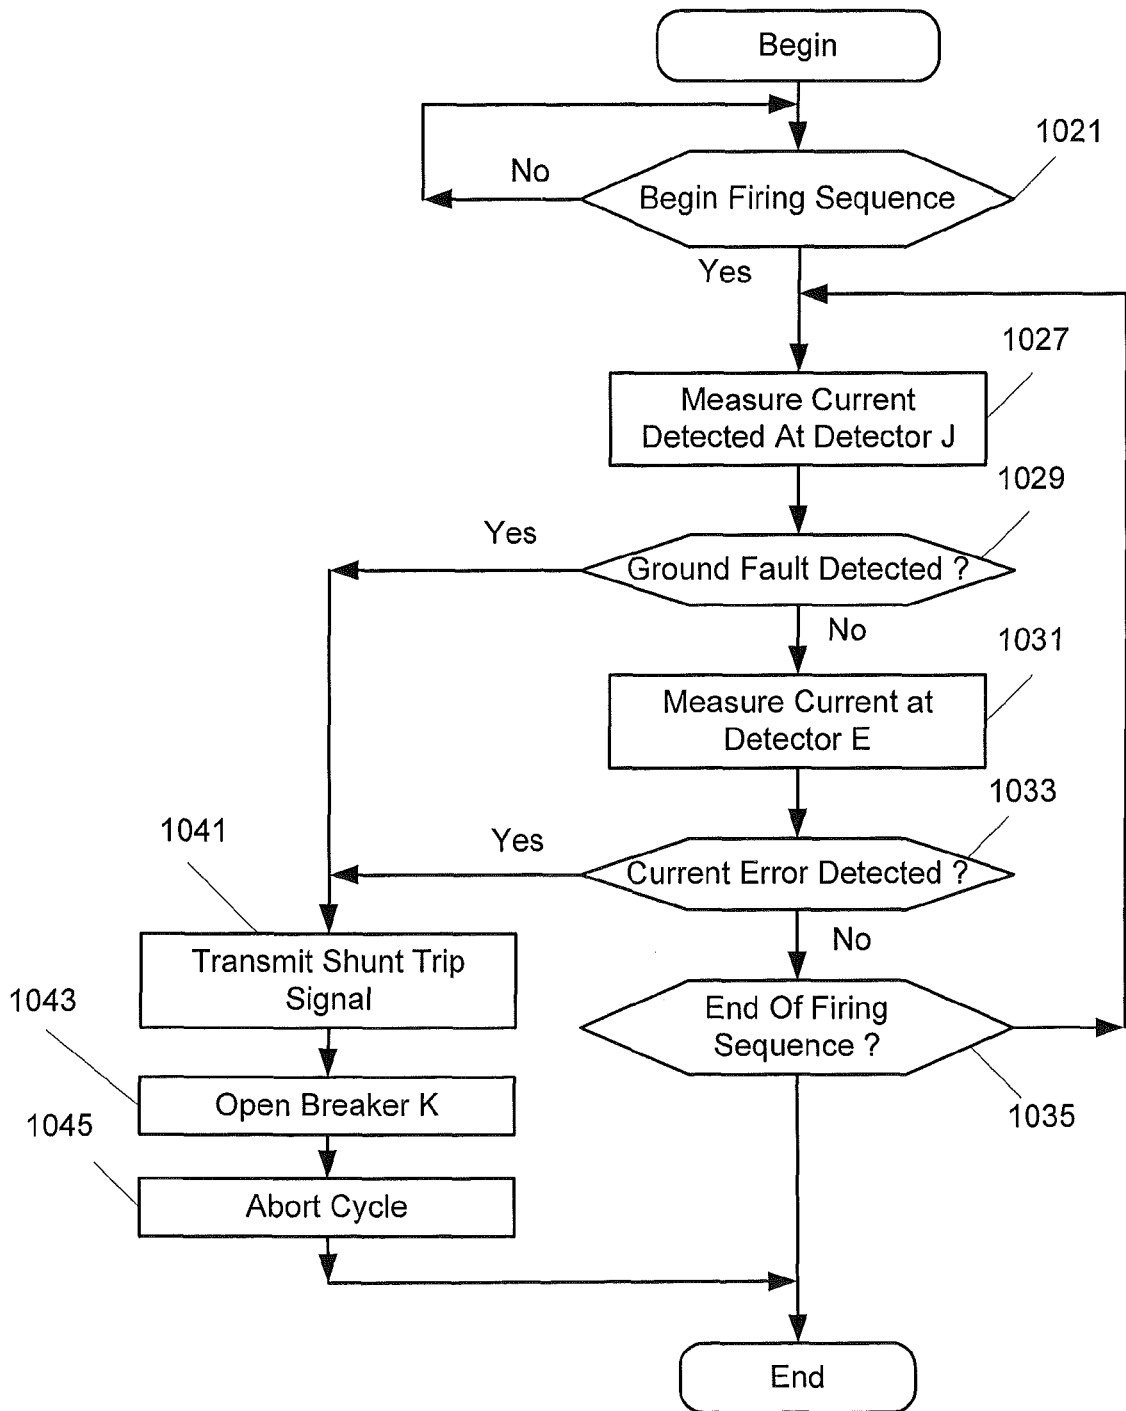 Begin
1021
No
Begin Firing Sequence
Yes
1027
Measure Current
Detected At Detector J
1029
Yes
Ground Fault Detected ?
No
1031
Measure Current at
Detector E
1033
1041
Yes
Current Error Detected ?
No
Transmit Shunt Trip
Signal
1043
End Of Firing
Sequence ?
Open Breaker K
1035
1045
Abort Cycle
End